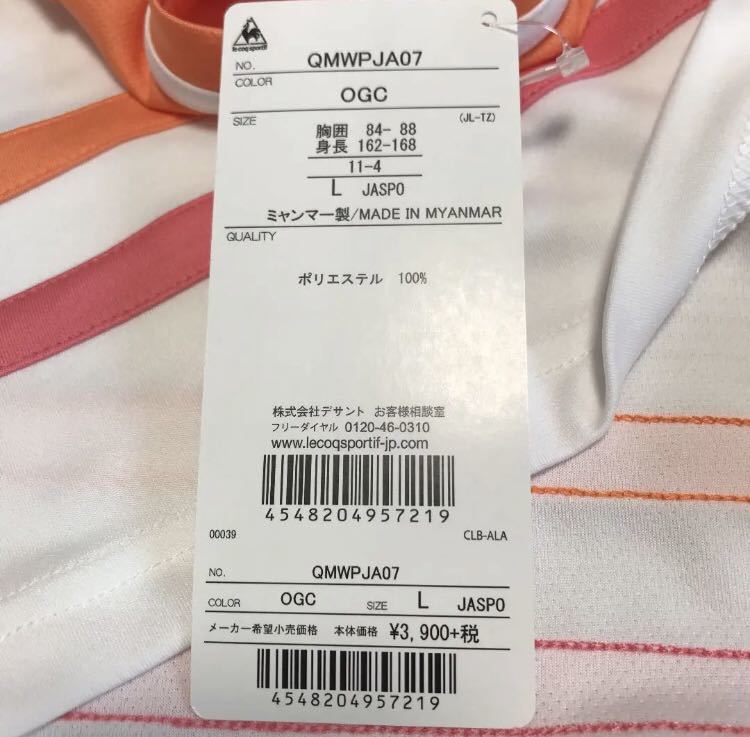 le coq sportif
NO. QMWPJA07
COLOR
OGC
SIZE (JL-TZ)
胸囲 84- 88
身長 162-168
11-4
L JASPO
ミャンマー製/MADE IN MYANMAR
QUALITY
ポリエステル 100%
株式会社デサント お客様相談室
フリーダイヤル 0120-46-0310
www.lecoqsportif-jp.com
4548204957219
00039 CLB-ALA
NO. QMWPJA07
COLOR OGC SIZE L JASPO
メーカー希望小売価格 本体価格 ¥3,900+税
4548204957219